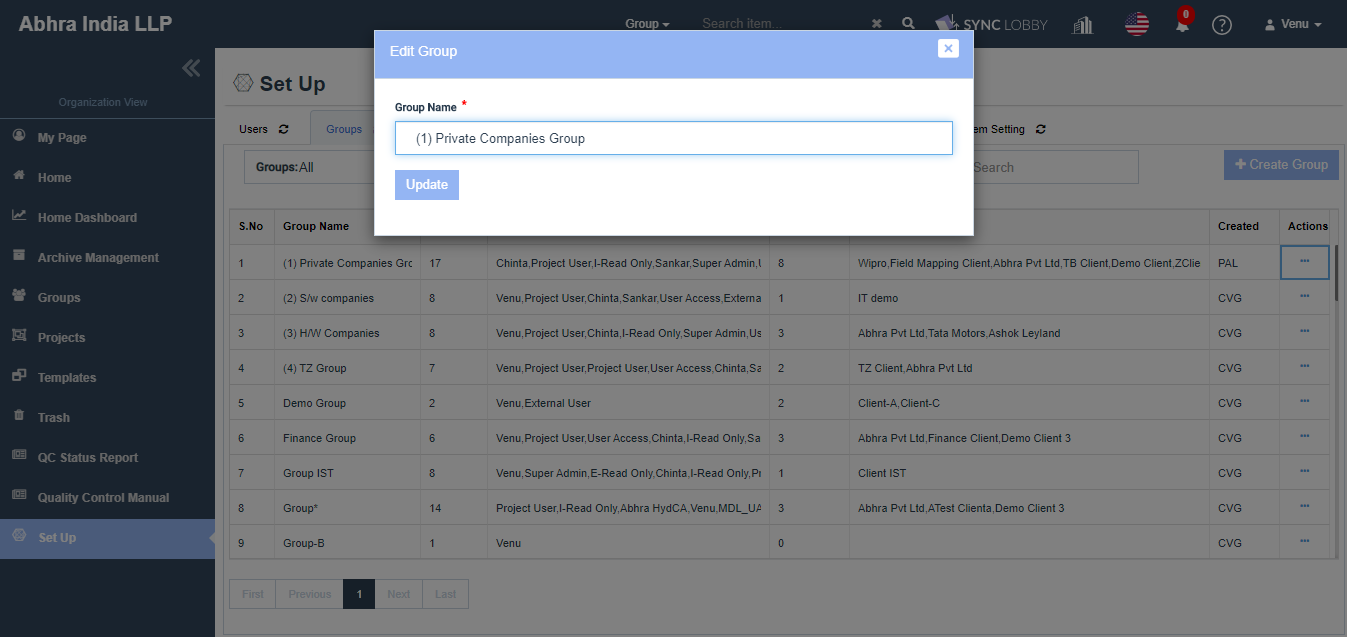 Abhra India LLP
Group
Search item...
SYNC LOBBY
0
Venu
Organization View
My Page
Home
Home Dashboard
Archive Management
Groups
Projects
Templates
Trash
QC Status Report
Quality Control Manual
Set Up
Set Up
Edit Group
Group Name *
(1) Private Companies Group
Update
Users
Groups
em Setting
Groups:All
Search
Create Group
S.No Group Name Created Actions
1 (1) Private Companies Grc 17 Chinta,Project User,I-Read Only,Sankar,Super Admin, 8 Wipro,Field Mapping Client,Abhra Pvt Ltd,TB Client,Demo Client,ZClie PAL
2 (2) S/w companies 8 Venu,Project User,Chinta,Sankar,User Access,Externa 1 IT demo CVG
3 (3) H/W Companies 8 Venu,Project User,Chinta,I-Read Only,Super Admin,Us 3 Abhra Pvt Ltd,Tata Motors,Ashok Leyland CVG
4 (4) TZ Group 7 Venu,Project User,Project User,User Access,Chinta,Sa 2 TZ Client,Abhra Pvt Ltd CVG
5 Demo Group 2 Venu,External User 2 Client-A,Client-C CVG
6 Finance Group 6 Venu,Project User,User Access,Chinta,I-Read Only,Sa 3 Abhra Pvt Ltd,Finance Client,Demo Client 3 CVG
7 Group IST 8 Venu,Super Admin,E-Read Only,Chinta,I-Read Only,Pr 1 Client IST CVG
8 Group* 14 Project User,I-Read Only,Abhra HydCA,Venu,MDL_UA 3 Abhra Pvt Ltd,ATest Clienta,Demo Client 3 CVG
9 Group-B 1 Venu 0 CVG
First Previous 1 Next Last